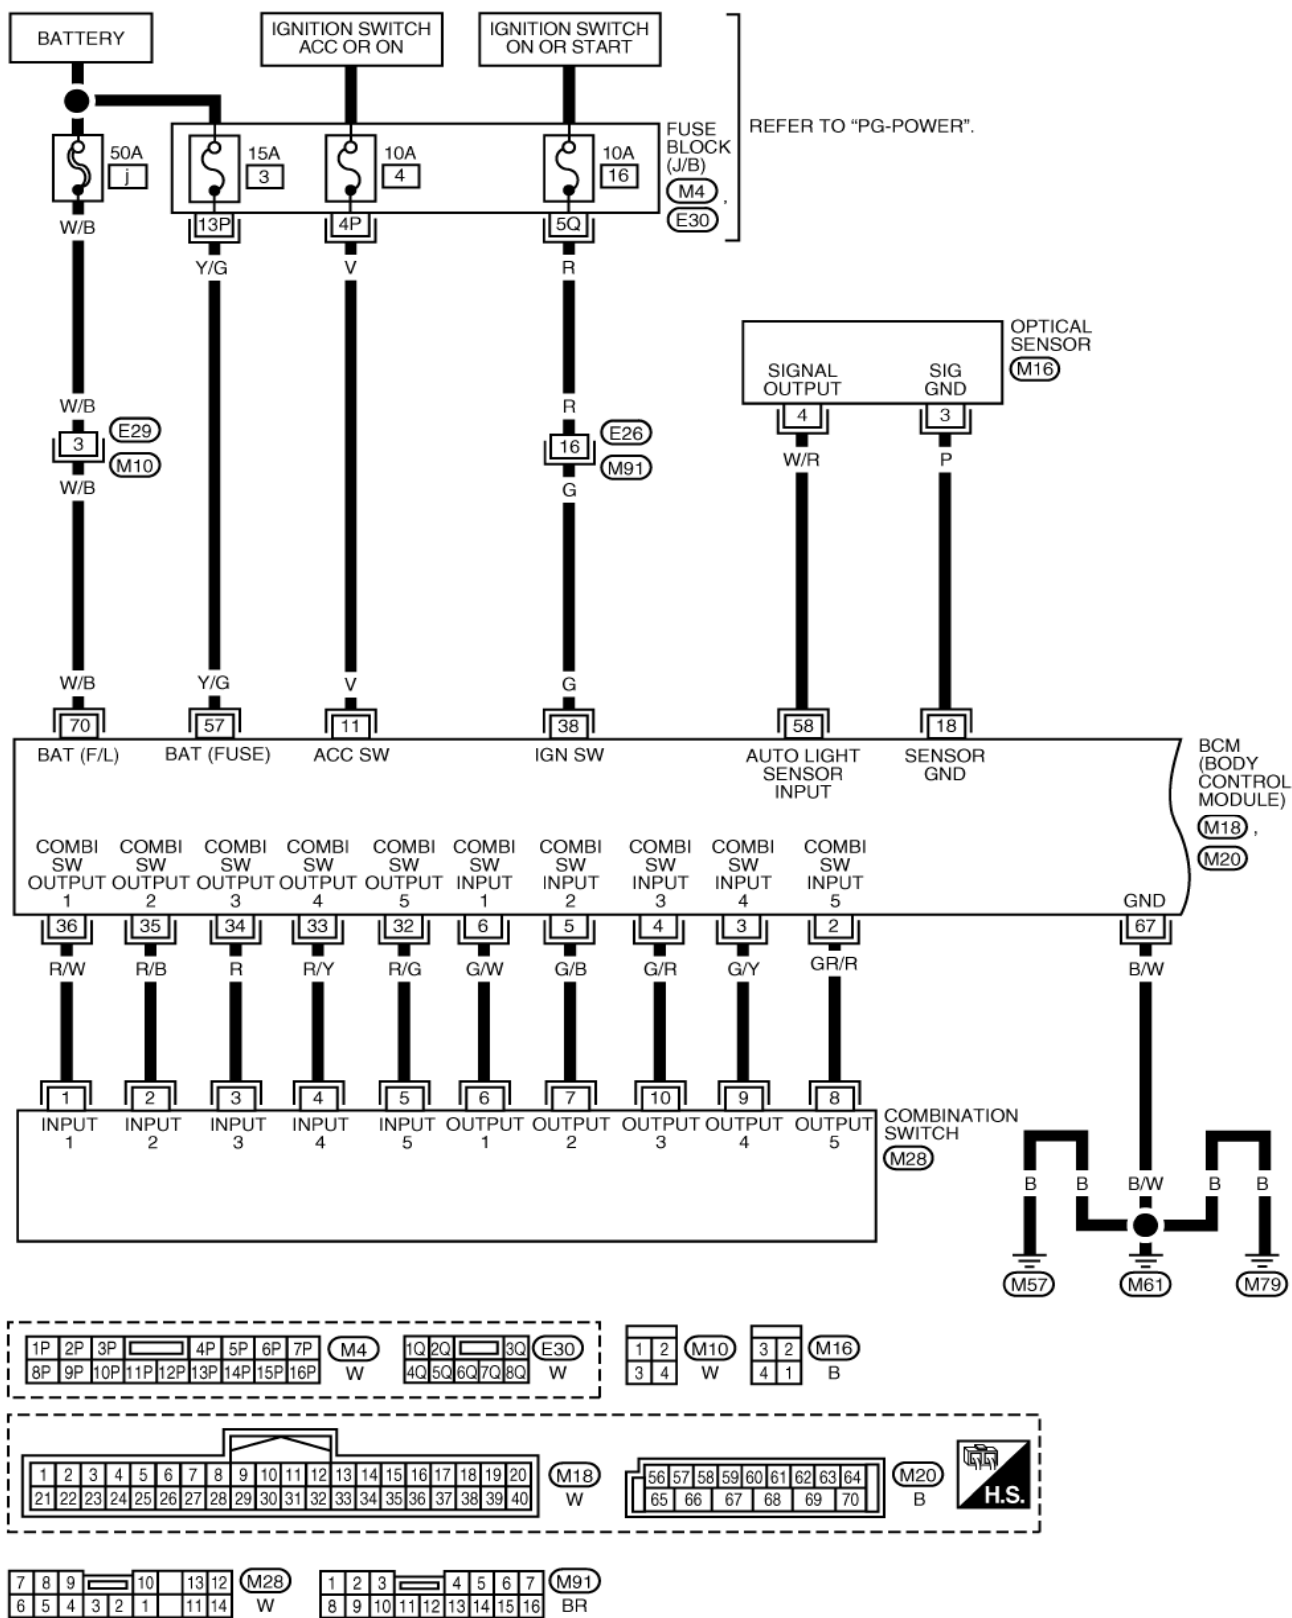 BATTERY
IGNITION SWITCH
ACC OR ON
IGNITION SWITCH
ON OR START
REFER TO “PG-POWER”.
FUSE
BLOCK
(J/B)
M4 ,
E30
50A
j
15A
3
10A
4
10A
16
13P 4P 5Q
W/B Y/G V R
OPTICAL
SENSOR
M16
SIGNAL
OUTPUT
SIG
GND
4 3
W/R P
W/B R
3 E29
M10
16 E26
M91
W/B G
W/B Y/G V G
70 57 11 38 58 18
BAT (F/L) BAT (FUSE) ACC SW IGN SW
AUTO LIGHT
SENSOR
INPUT
SENSOR
GND
BCM
(BODY
CONTROL
MODULE)
M18 ,
M20
COMBI
SW
OUTPUT
1
COMBI
SW
OUTPUT
2
COMBI
SW
OUTPUT
3
COMBI
SW
OUTPUT
4
COMBI
SW
OUTPUT
5
COMBI
SW
INPUT
1
COMBI
SW
INPUT
2
COMBI
SW
INPUT
3
COMBI
SW
INPUT
4
COMBI
SW
INPUT
5
GND
36 35 34 33 32 6 5 4 3 2 67
R/W R/B R R/Y R/G G/W G/B G/R G/Y GR/R B/W
1 2 3 4 5 6 7 10 9 8
INPUT
1
INPUT
2
INPUT
3
INPUT
4
INPUT
5
OUTPUT
1
OUTPUT
2
OUTPUT
3
OUTPUT
4
OUTPUT
5
COMBINATION
SWITCH
M28
B B B/W B B
M57 M61 M79
1P 2P 3P 4P 5P 6P 7P
8P 9P 10P 11P 12P 13P 14P 15P 16P
M4
W
1Q 2Q 3Q
4Q 5Q 6Q 7Q 8Q
E30
W
1 2
3 4
M10
W
3 2
4 1
M16
B
1 2 3 4 5 6 7 8 9 10 11 12 13 14 15 16 17 18 19 20
21 22 23 24 25 26 27 28 29 30 31 32 33 34 35 36 37 38 39 40
M18
W
56 57 58 59 60 61 62 63 64
65 66 67 68 69 70
M20
B
H.S.
7 8 9 10 13 12
6 5 4 3 2 1 11 14
M28
W
1 2 3 4 5 6 7
8 9 10 11 12 13 14 15 16
M91
BR